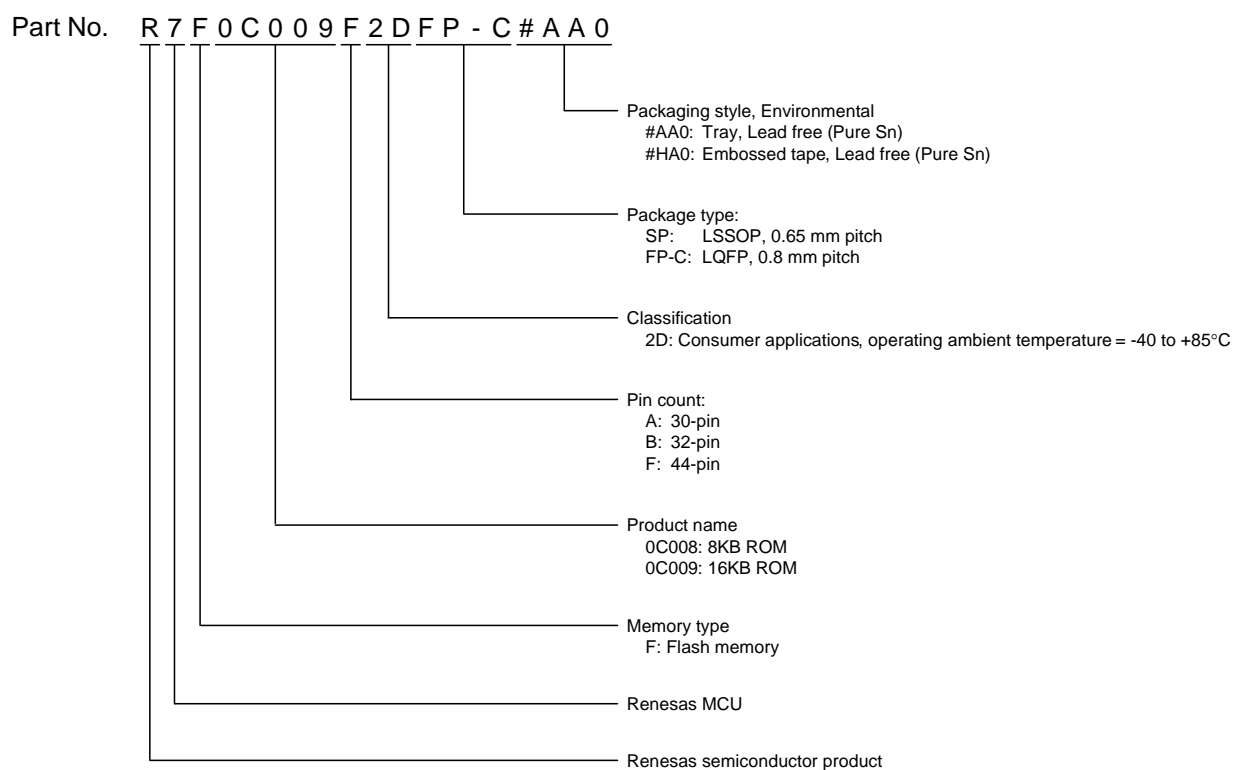 Part No. R 7 F 0 C 0 0 9 F 2 D F P - C # A A 0
Packaging style, Environmental
#AA0: Tray, Lead free (Pure Sn)
#HA0: Embossed tape, Lead free (Pure Sn)
Package type:
SP: LSSOP, 0.65 mm pitch
FP-C: LQFP, 0.8 mm pitch
Classification
2D: Consumer applications, operating ambient temperature = -40 to +85°C
Pin count:
A: 30-pin
B: 32-pin
F: 44-pin
Product name
0C008: 8KB ROM
0C009: 16KB ROM
Memory type
F: Flash memory
Renesas MCU
Renesas semiconductor product